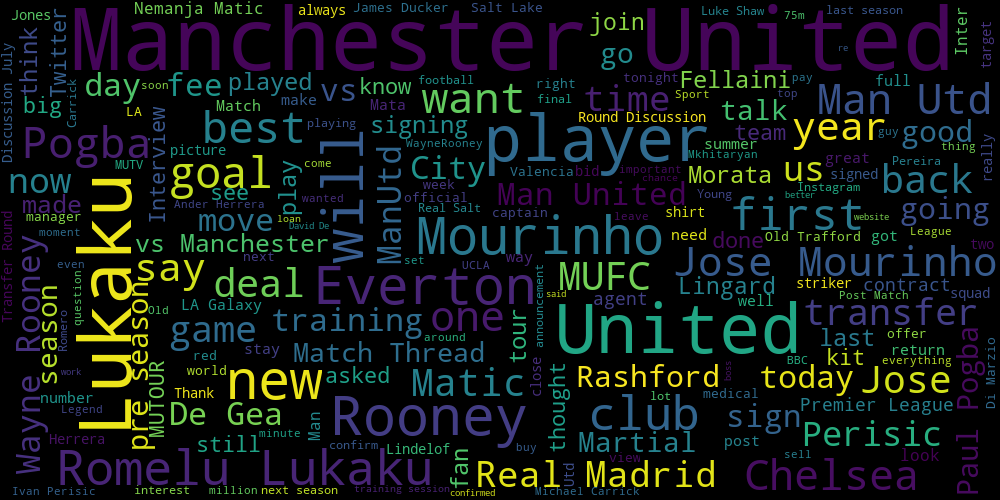 Jones
Nemanja Matic
always
James Ducker
Salt Lake
Luke Shaw
75m
last season
Manchester United
join
go
Inter
target
think
Twitter
Discussion July
Carrick
day
soon
fee
played
vs
know
football
want
time
tonight
Fellaini
pay
full
right
final
Sport
top
re
big
LA
Match
make
Mata
signing
WayneRooney
playing
Round Discussion
talk
team
Man Utd
year
guy
good
thing
really
Pogba
MUTV
best
picture
Interview
goal
see
play
come
will
ManUtd
City
week
official
Valencia
bid
important
chance
player
Mkhitaryan
summer
Morata
us
great
signed
Pereira
Instagram
back
now
made
manager
moment
Lukaku
Ander Herrera
move
wanted
loan
David De
Real Salt
captain
Man United
Young
shirt
leave
better
first
website
going
League
two
Transfer Round
Wayne Rooney
even
vs Manchester
next
set
Mourinho
UCLA
way
need
done
Old Trafford
got
Jose Mourinho
say
deal
Everton
said
announcement
MUFC
agent
Lingard
well
striker
contract
squad
Post Match
season
question
Romero
pre season
Old
LA Galaxy
game
training
one
tour
United
transfer
last
offer
return
red
stay
Match Thread
around
close
BBC
kit
everything
work
MUTOUR
world
new
asked
Matic
thought
Rashford
boss
today
Jose
Di Marzio
Paul Pogba
number
Legend
Thank
De Gea
Man
Rooney
club
lot
medical
sign
Premier League
Herrera
still
minute
confirm
Lindelof
fan
buy
Martial
view
post
sell
Perisic
look
Romelu Lukaku
Real Madrid
Utd
Chelsea
Ivan Perisic
interest
million
next season
training session
confirmed
Michael Carrick